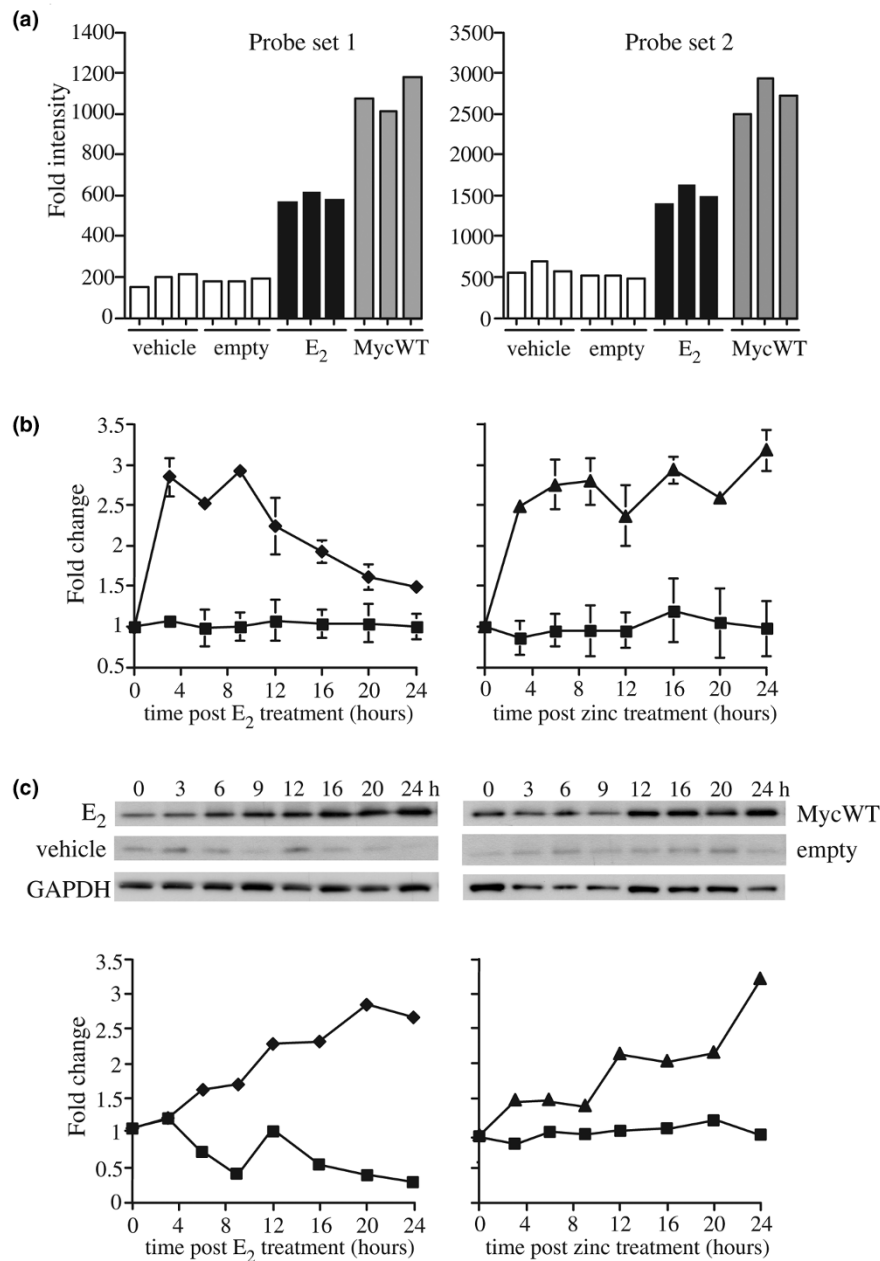 (a)
Probe set 1
Fold intensity
1400
1200
1000
800
600
400
200
0
vehicle empty E2 MycWT
Probe set 2
3500
3000
2500
2000
1500
1000
500
0
vehicle empty E2 MycWT
(b)
Fold change
3.5
3
2.5
2
1.5
1
0.5
0 4 8 12 16 20 24
time post E2 treatment (hours)
0 4 8 12 16 20 24
time post zinc treatment (hours)
(c)
0 3 6 9 12 16 20 24 h
E2
vehicle
GAPDH
0 3 6 9 12 16 20 24 h
MycWT
empty
Fold change
3.5
3
2.5
2
1.5
1
0.5
0
0 4 8 12 16 20 24
time post E2 treatment (hours)
0 4 8 12 16 20 24
time post zinc treatment (hours)